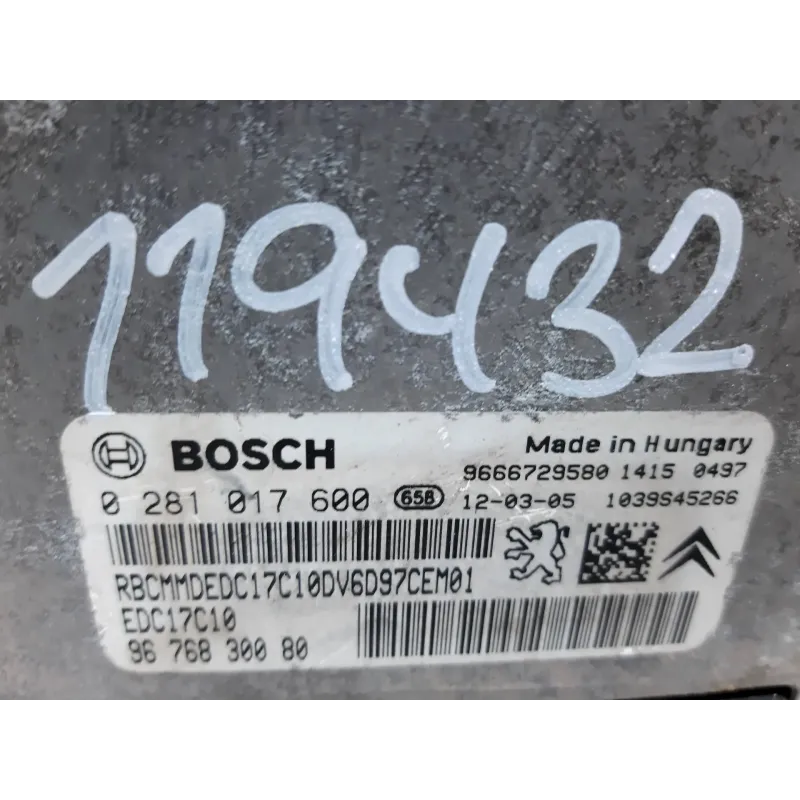 119432
BOSCH
Made in Hungary
9666729580 1415 0497
0 281 017 600 658 12-03-05 1039S45266
RBCMMDEDC17C10DV6D97CEM01
EDC17C10
96 768 300 80